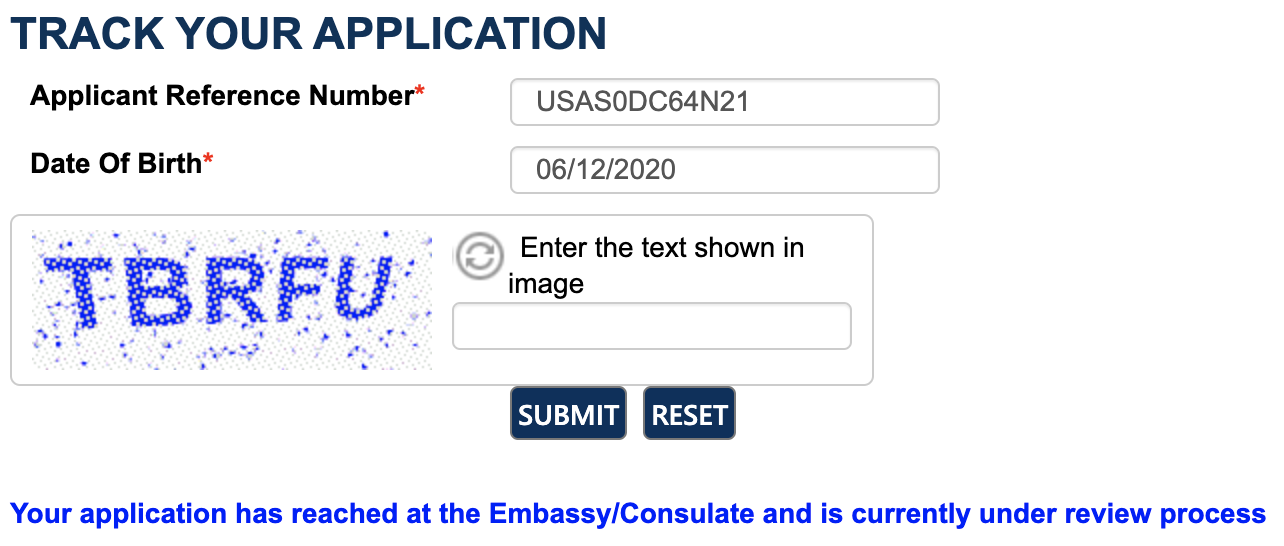 TRACK YOUR APPLICATION
Applicant Reference Number*
USAS0DC64N21
Date Of Birth*
06/12/2020
TBRFU
Enter the text shown in
image
SUBMIT RESET
Your application has reached at the Embassy/Consulate and is currently under review process